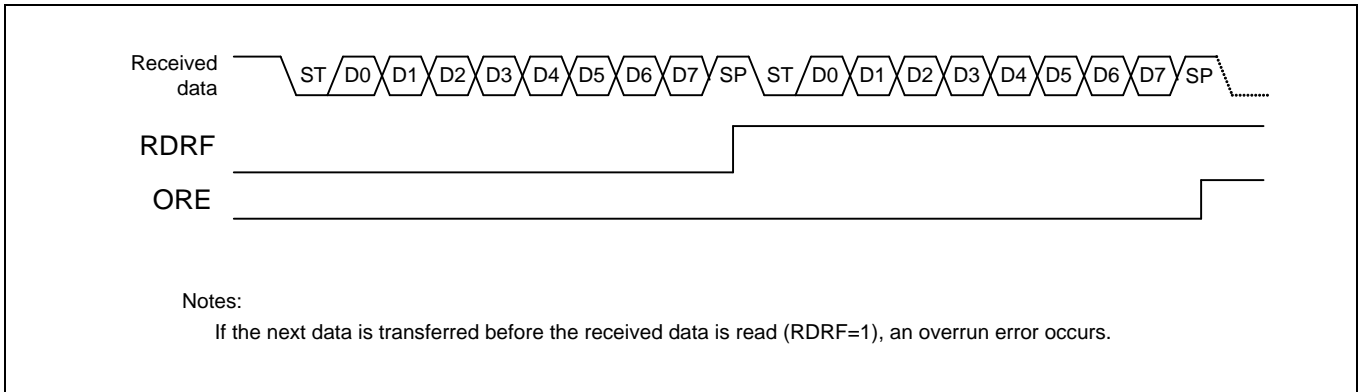 Received
data
ST D0 D1 D2 D3 D4 D5 D6 D7 SP ST D0 D1 D2 D3 D4 D5 D6 D7 SP
RDRF
ORE
Notes:
If the next data is transferred before the received data is read (RDRF=1), an overrun error occurs.